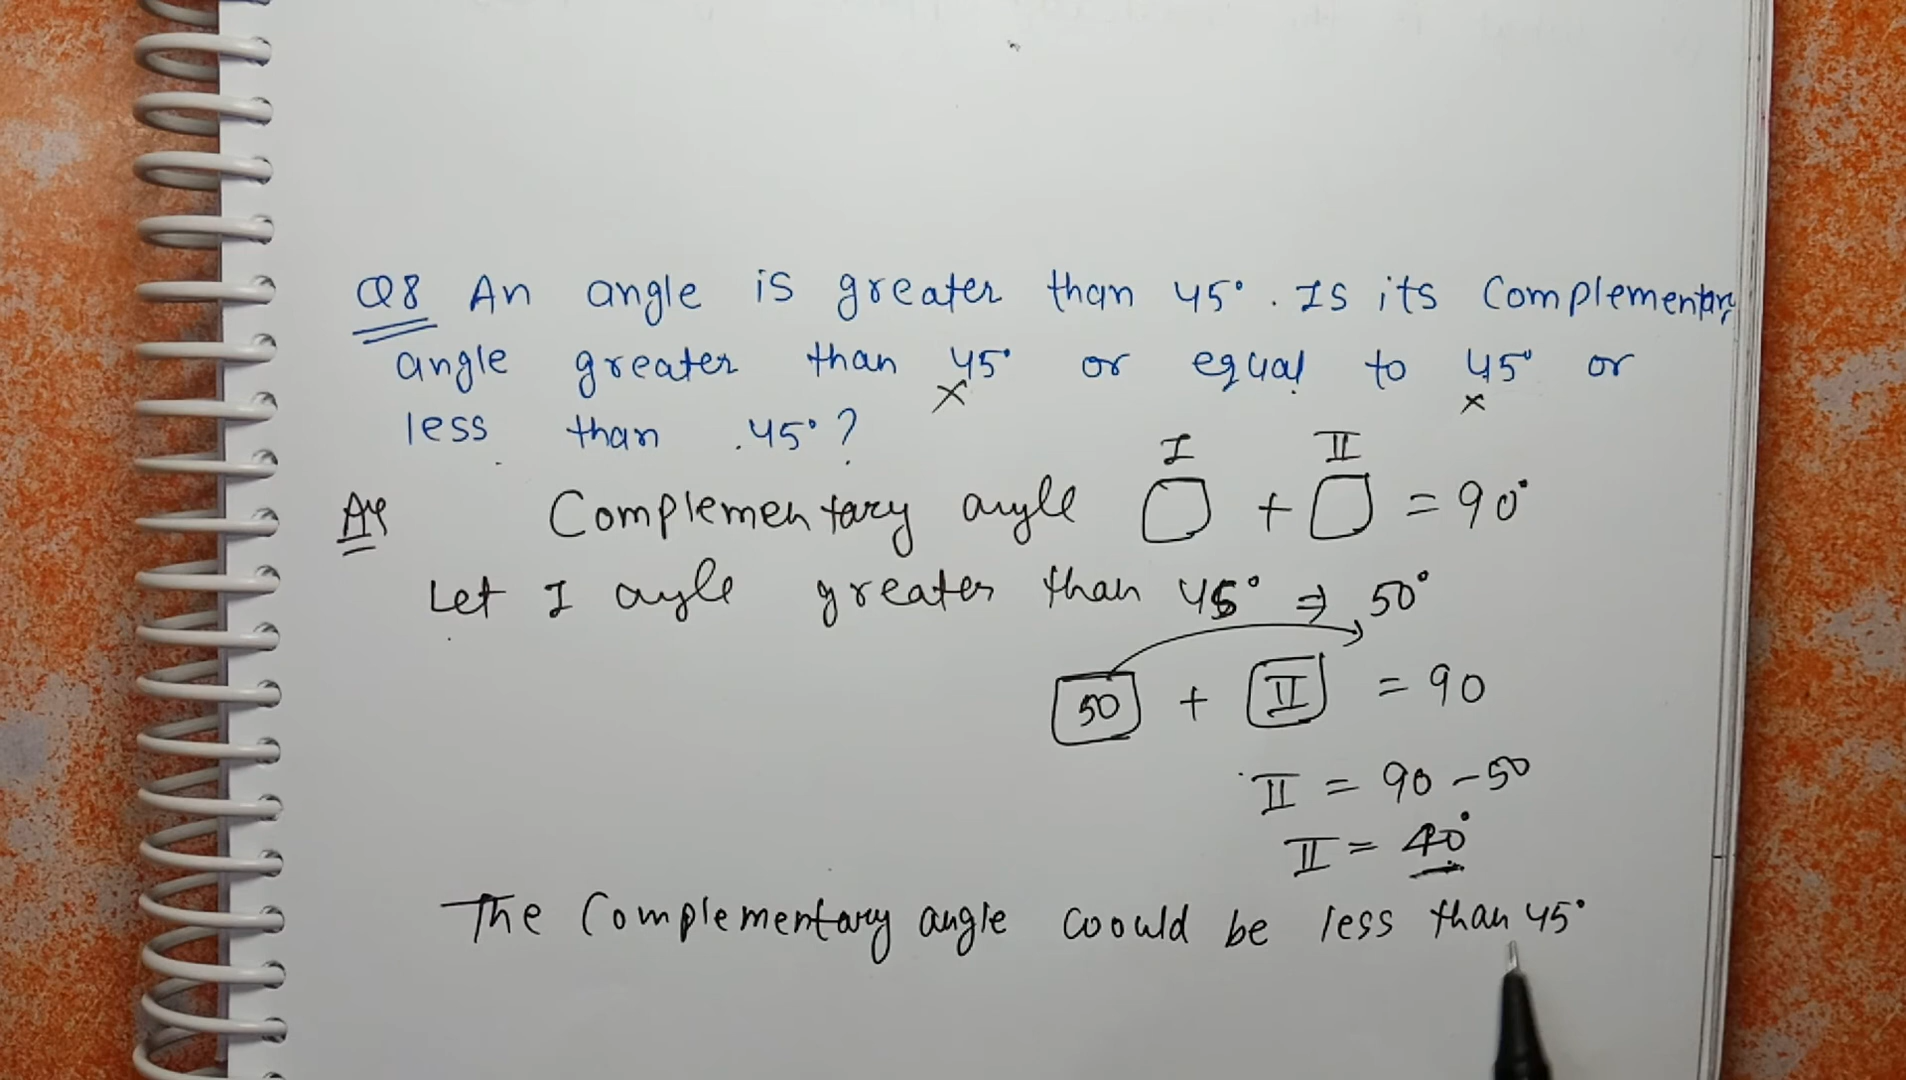 Q8 An angle is greater than 45°. Is its Complementary
angle greater than 45° or equal to 45° or
less than 45°?
x x
I II
Complementary angle □ + □ = 90°
Let I angle greater than 45° ⇒ 50°
50 + II = 90
II = 90 - 50
II = 40°
The Complementary angle coould be less than 45°